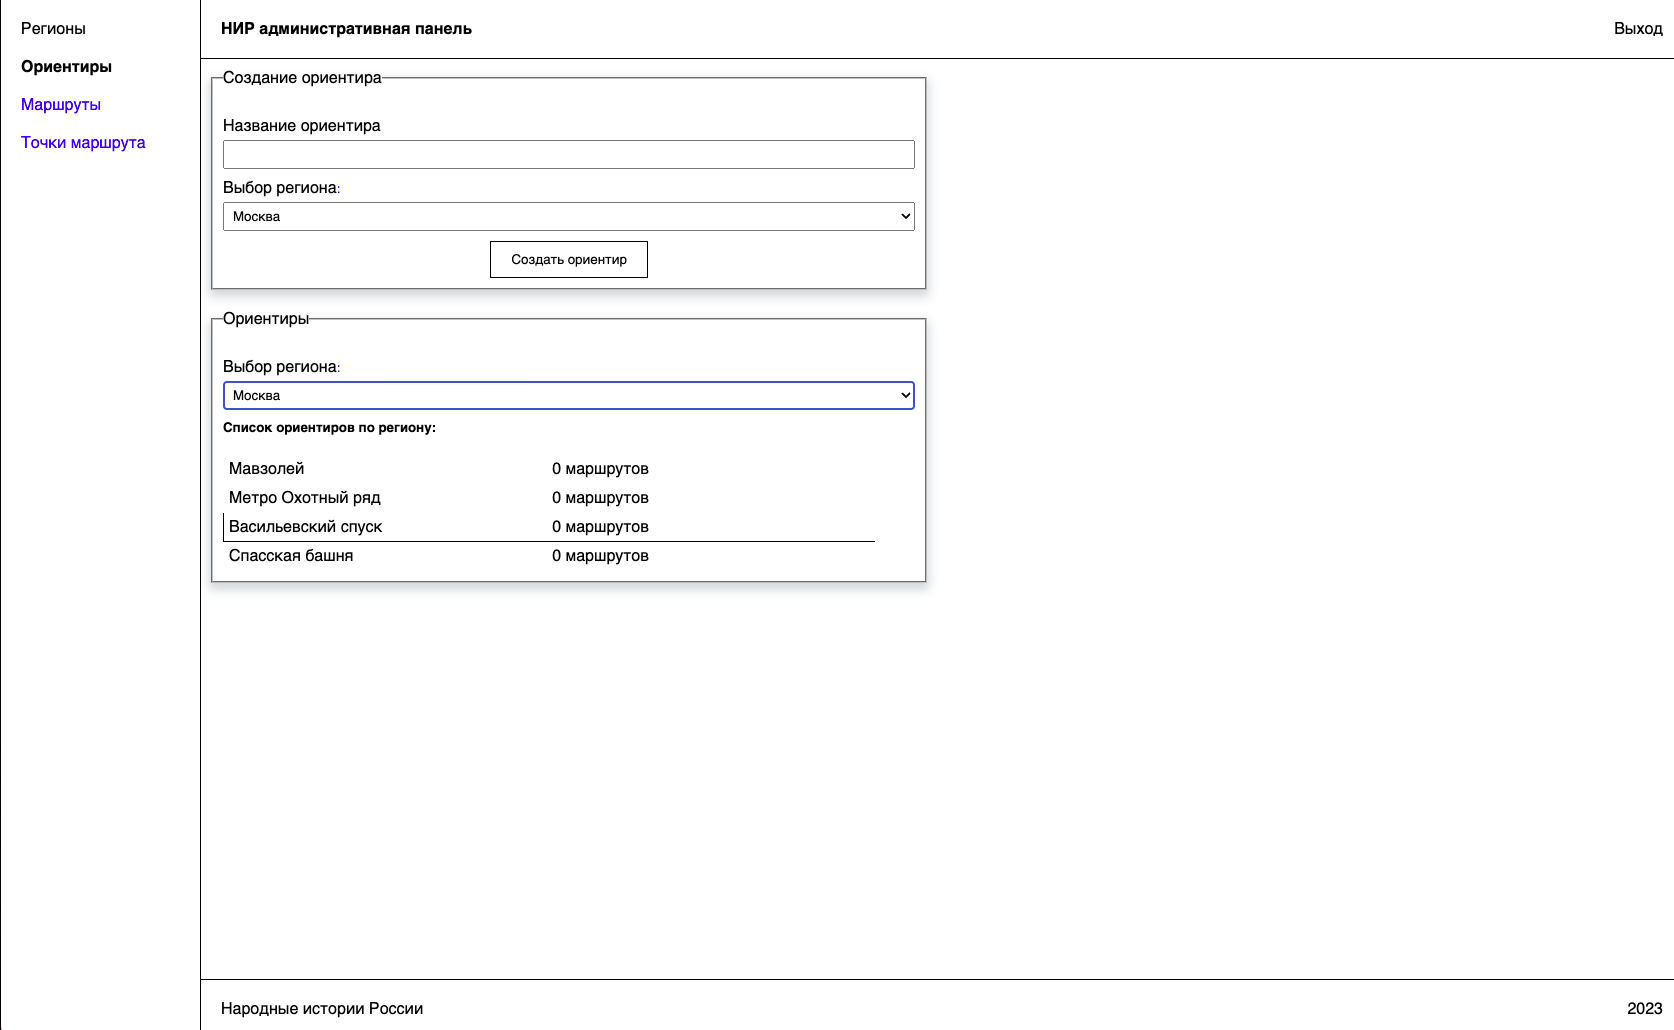 Регионы
Ориентиры
Маршруты
Точки маршрута
НИР административная панель
Выход
Создание ориентира
Название ориентира
Выбор региона:
Москва
Создать ориентир
Ориентиры
Выбор региона:
Москва
Список ориентиров по региону:
Мавзолей 0 маршрутов
Метро Охотный ряд 0 маршрутов
Васильевский спуск 0 маршрутов
Спасская башня 0 маршрутов
Народные истории России
2023